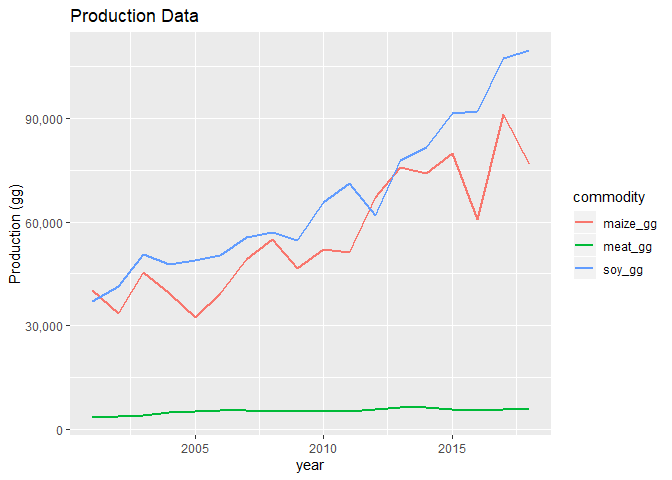 Production Data
Production (gg)
90,000
60,000
30,000
0
2005 2010 2015
year
commodity
maize_gg
meat_gg
soy_gg